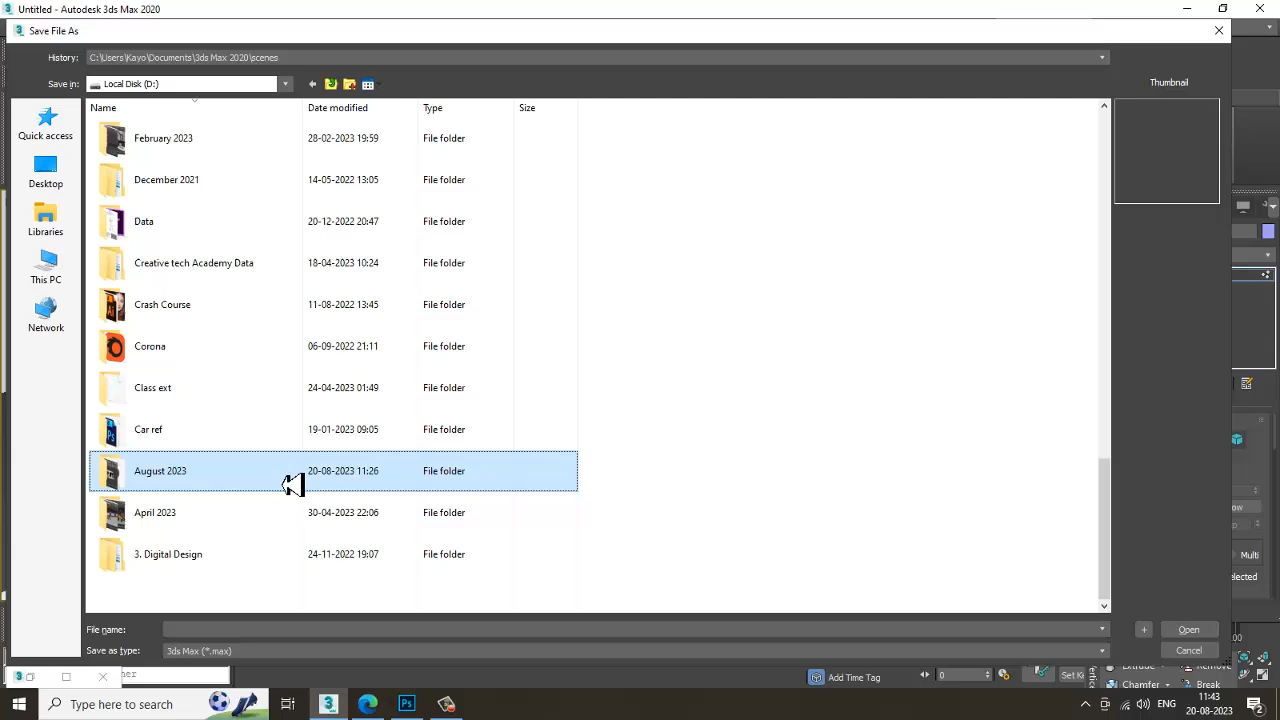 Untitled - Autodesk 3ds Max 2020
Save File As
History: C:\Users\Kayo\Documents\3ds Max 2020\scenes
Save in: Local Disk (D:)
Thumbnail
Name Date modified Type Size
Quick access
Desktop
Libraries
This PC
Network
February 2023 28-02-2023 19:59 File folder
December 2021 14-05-2022 13:05 File folder
Data 20-12-2022 20:47 File folder
Creative tech Academy Data 18-04-2023 10:24 File folder
Crash Course 11-08-2022 13:45 File folder
Corona 06-09-2022 21:11 File folder
Class ext 24-04-2023 01:49 File folder
Car ref 19-01-2023 09:05 File folder
August 2023 20-08-2023 11:26 File folder
April 2023 30-04-2023 22:06 File folder
3. Digital Design 24-11-2022 19:07 File folder
Multi
elected
File name: + Open
Save as type: 3ds Max (*.max) Cancel
Add Time Tag 0 Set K
Chamfer Break
Type here to search
Ps
ENG
11:43
20-08-2023
2